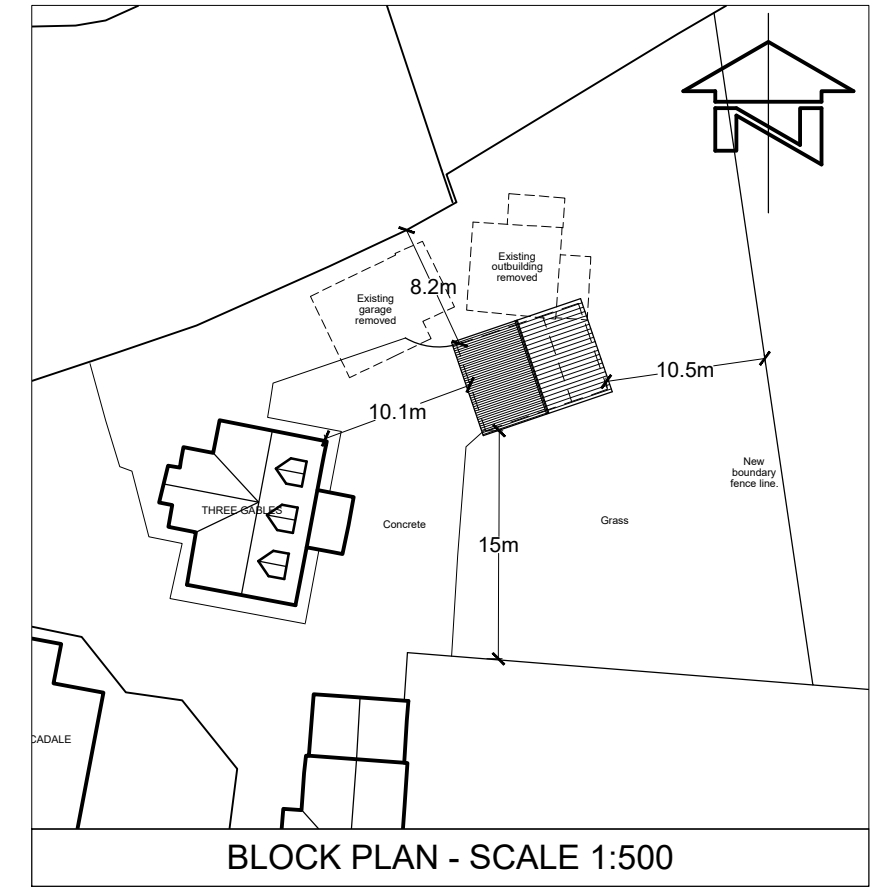 N
Existing
outbuilding
removed
8.2m
Existing
garage
removed
10.5m
10.1m
New
boundary
fence line.
THREE GABLES
Concrete
Grass
15m
CADALE
BLOCK PLAN - SCALE 1:500